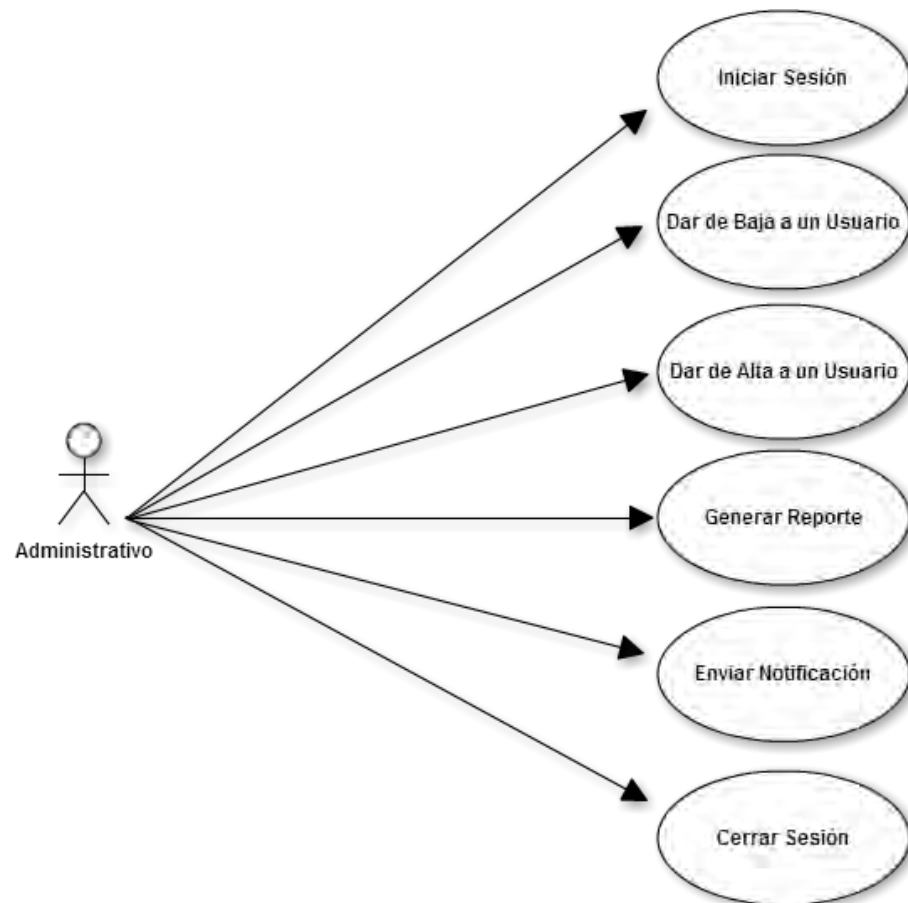 Iniciar Sesión
Dar de Baja a un Usuario
Dar de Alta a un Usuario
Administrativo
Generar Reporte
Enviar Notificación
Cerrar Sesión